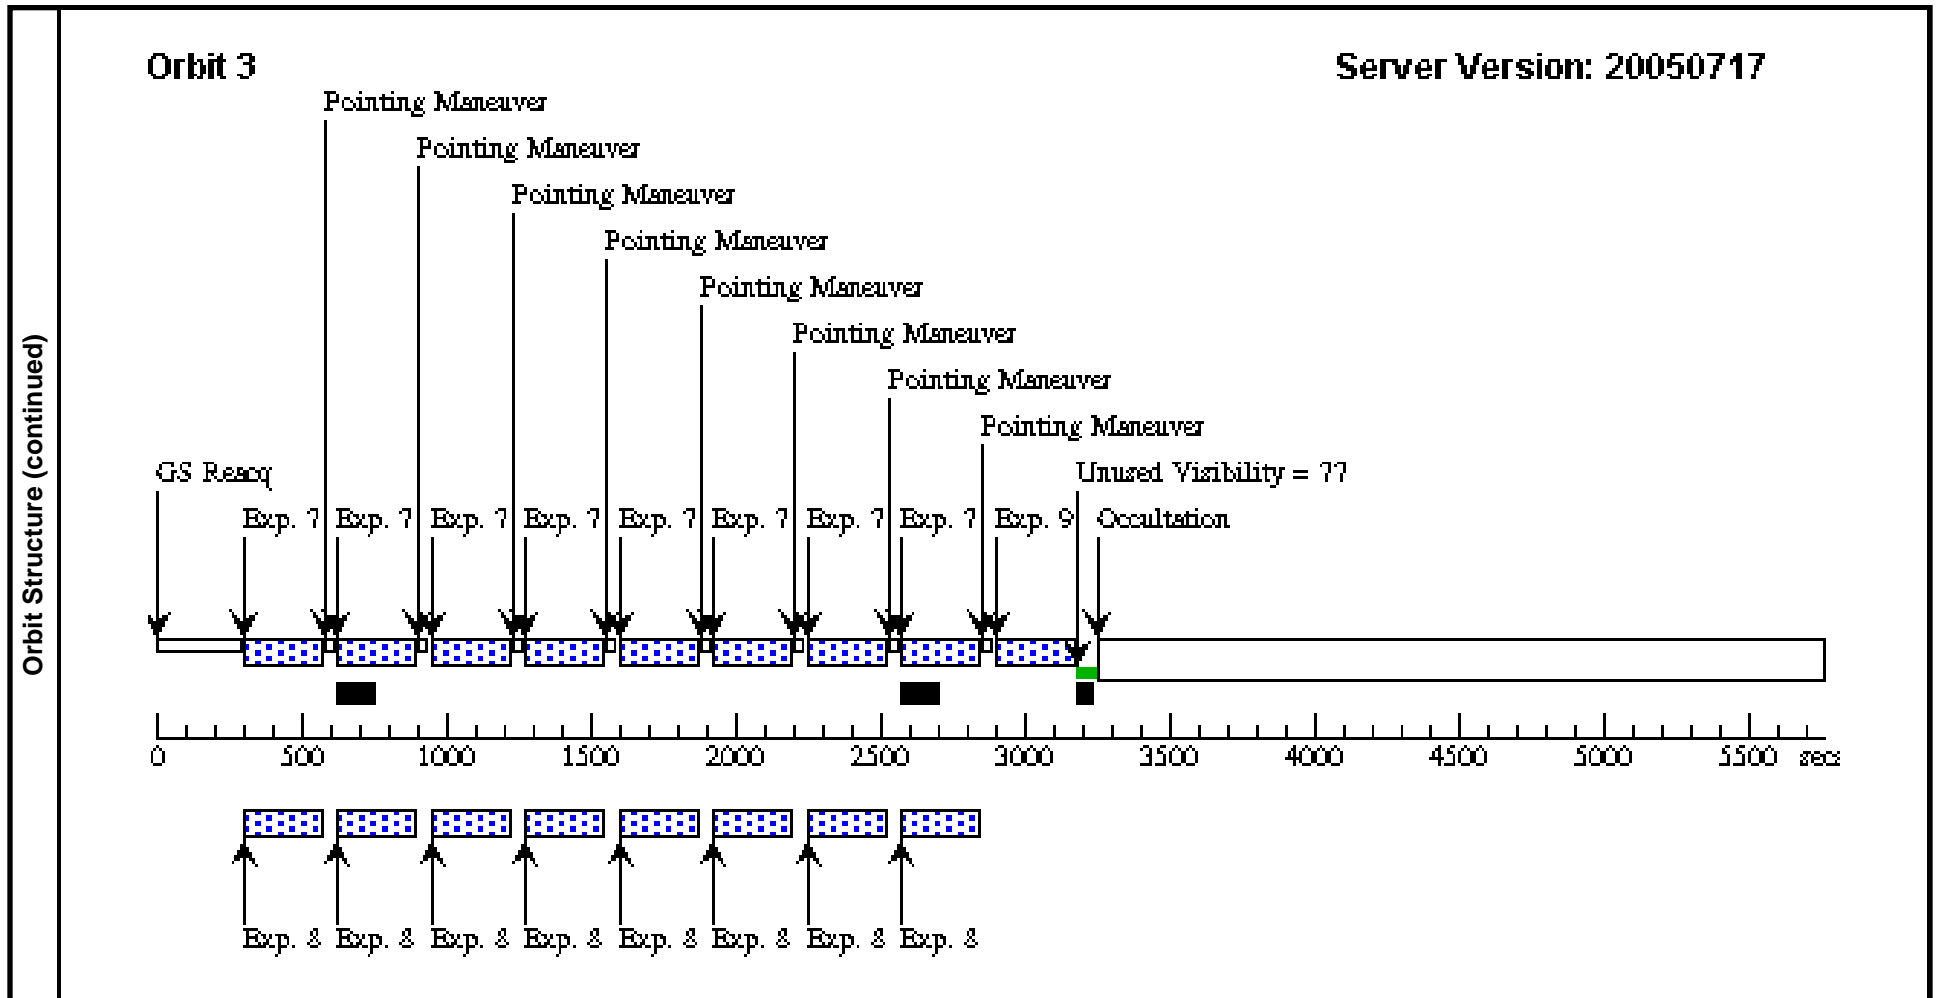 Orbit 3 Server Version: 20050717
Pointing Maneuver
Pointing Maneuver
Pointing Maneuver
Pointing Maneuver
Pointing Maneuver
Pointing Maneuver
Pointing Maneuver
Pointing Maneuver
GS Reacq Unused Visibility = 77
Exp. 7 Exp. 7 Exp. 7 Exp. 7 Exp. 7 Exp. 7 Exp. 7 Exp. 7 Exp. 9 Occultation
0 500 1000 1500 2000 2500 3000 3500 4000 4500 5000 5500 secs
Exp. 8 Exp. 8 Exp. 8 Exp. 8 Exp. 8 Exp. 8 Exp. 8 Exp. 8
Orbit Structure (continued)